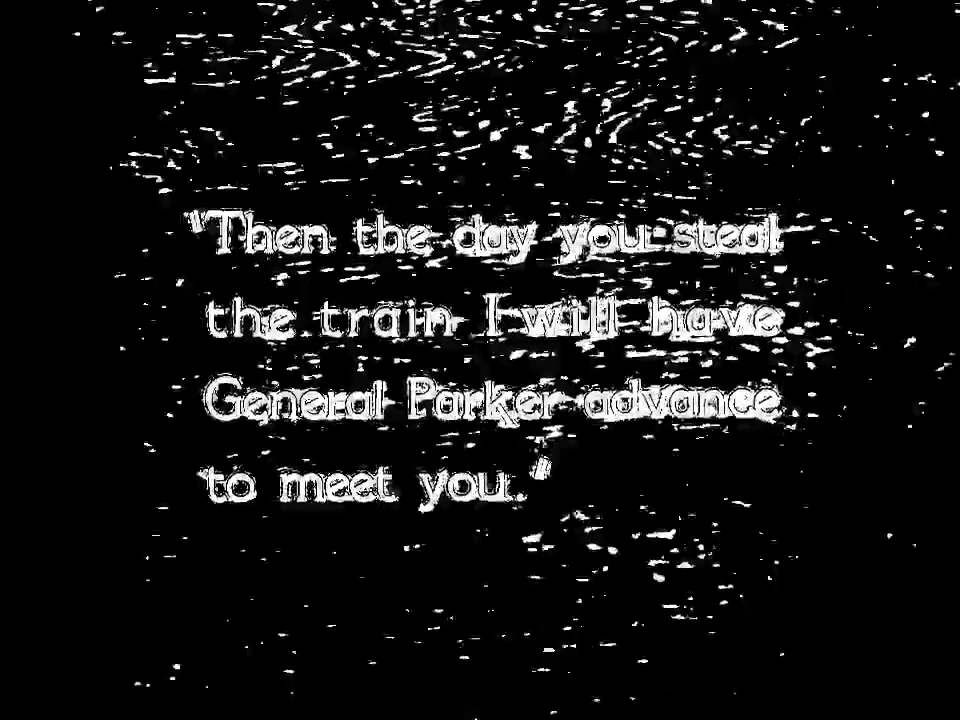 "Then the day you steal
the train I will have
General Parker advance
to meet you."